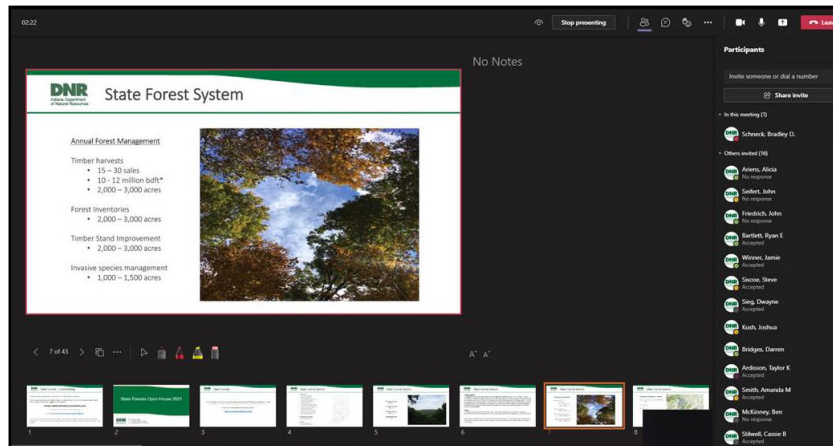 02:22
Stop presenting
Leav
Participants
Invite someone or dial a number
Share invite
In this meeting (1)
Schneck, Bradley D.
Others invited (16)
Ariens, Alicia
No response
Seifert, John
No response
Friedrich, John
No response
Bartlett, Ryan E
Accepted
Winner, Jamie
Accepted
Siscoe, Steve
Accepted
Sieg, Dwayne
Accepted
Kush, Joshua
Bridges, Darren
Ardisson, Taylor K
Accepted
Smith, Amanda M
Accepted
McKinney, Ben
No response
Stilwell, Cassie B
Accepted
No Notes
DNR
Indiana Department
of Natural Resources
State Forest System
Annual Forest Management
Timber harvests
• 15 – 30 sales
• 10 - 12 million bdft*
• 2,000 – 3,000 acres
Forest Inventories
• 2,000 – 3,000 acres
Timber Stand Improvement
• 2,000 – 3,000 acres
Invasive species management
• 1,000 – 1,500 acres
7 of 43
A˄ A˅
State Forests Open House 2021
1
2
3
4
5
6
8